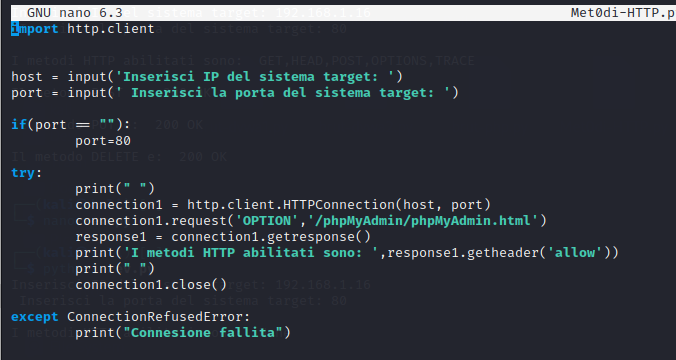 GNU nano 6.3 Met0di-HTTP.p
import http.client
host = input('Inserisci IP del sistema target: ')
port = input(' Inserisci la porta del sistema target: ')
if(port == ""):
port=80
try:
print(" ")
connection1 = http.client.HTTPConnection(host, port)
connection1.request('OPTION','/phpMyAdmin/phpMyAdmin.html')
response1 = connection1.getresponse()
print('I metodi HTTP abilitati sono: ',response1.getheader('allow'))
print(" ")
connection1.close()
except ConnectionRefusedError:
print("Connesione fallita")